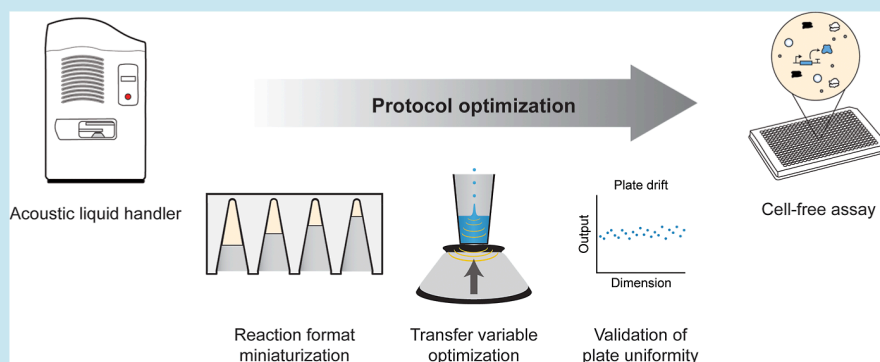 Protocol optimization
Acoustic liquid handler
Plate drift
Output
Dimension
Cell-free assay
Reaction format
miniaturization
Transfer variable
optimization
Validation of
plate uniformity